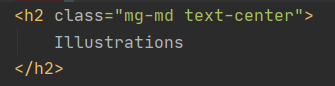 <h2 class="mg-md text-center">
Illustrations
</h2>